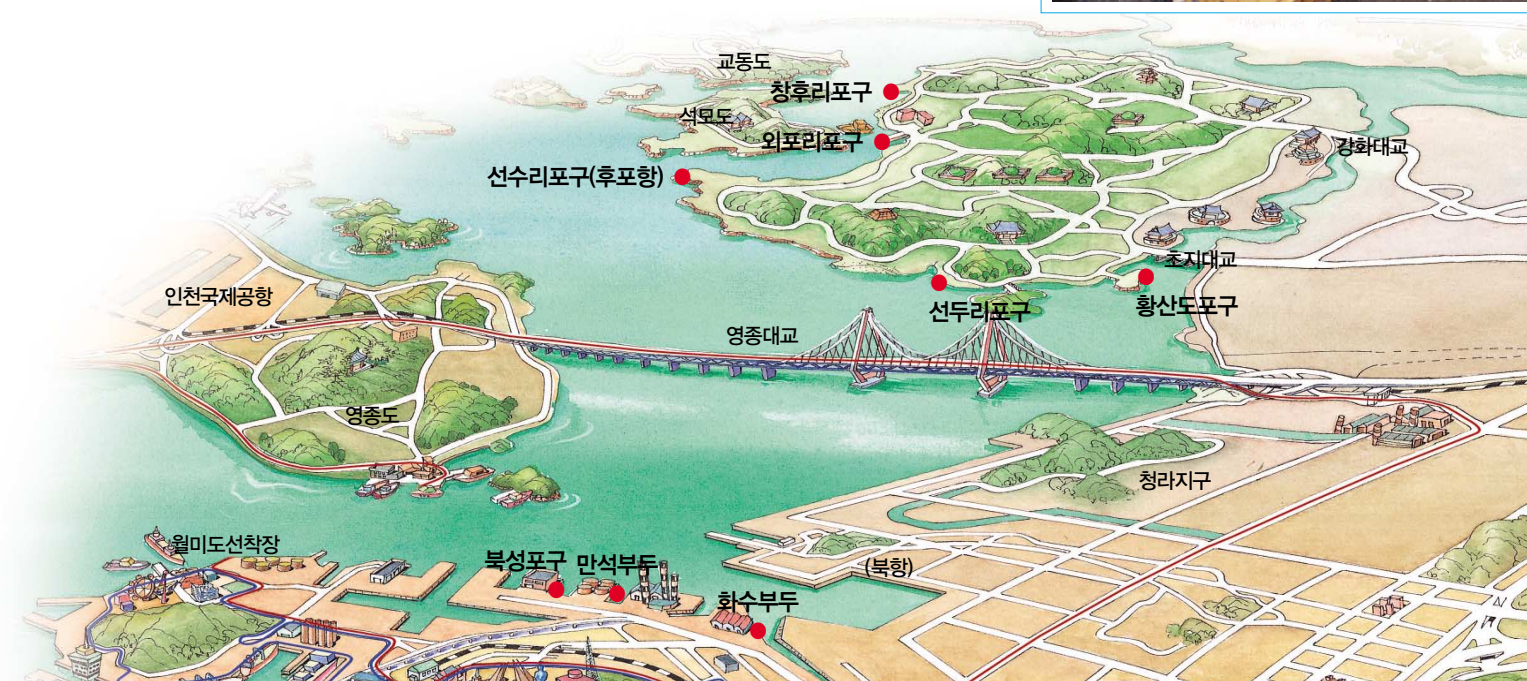 교동도
창후리포구
석모도
외포리포구
강화대교
선수리포구(후포항)
초지대교
인천국제공항
선두리포구
황산도포구
영종대교
영종도
청라지구
월미도선착장
북성포구
만석부두
(북항)
화수부두